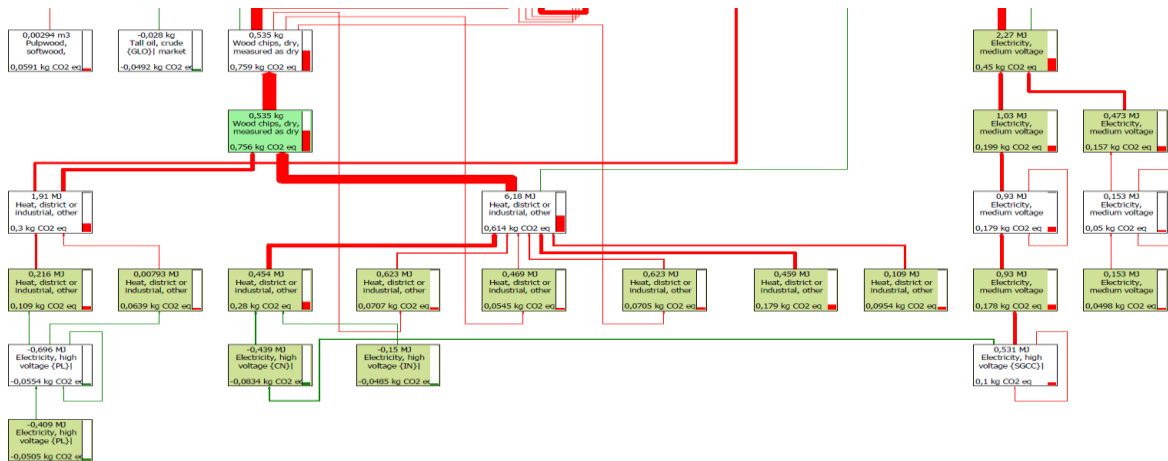 0,00294 m3
Pulpwood,
softwood,
0,0591 kg CO2 eq
-0,028 kg
Tall oil, crude
{GLO}| market
-0,0492 kg CO2 eq
0,535 kg
Wood chips, dry,
measured as dry
0,759 kg CO2 eq
2,27 MJ
Electricity,
medium voltage
0,45 kg CO2 eq
0,535 kg
Wood chips, dry,
measured as dry
0,756 kg CO2 eq
1,03 MJ
Electricity,
medium voltage
0,199 kg CO2 eq
0,473 MJ
Electricity,
medium voltage
0,157 kg CO2 eq
1,91 MJ
Heat, district or
industrial, other
0,3 kg CO2 eq
6,18 MJ
Heat, district or
industrial, other
0,614 kg CO2 eq
0,93 MJ
Electricity,
medium voltage
0,179 kg CO2 eq
0,153 MJ
Electricity,
medium voltage
0,05 kg CO2 eq
0,216 MJ
Heat, district or
industrial, other
0,109 kg CO2 eq
0,00793 MJ
Heat, district or
industrial, other
0,0639 kg CO2 eq
0,454 MJ
Heat, district or
industrial, other
0,28 kg CO2 eq
0,623 MJ
Heat, district or
industrial, other
0,0707 kg CO2 eq
0,469 MJ
Heat, district or
industrial, other
0,0545 kg CO2 eq
0,623 MJ
Heat, district or
industrial, other
0,0705 kg CO2 eq
0,459 MJ
Heat, district or
industrial, other
0,179 kg CO2 eq
0,109 MJ
Heat, district or
industrial, other
0,0954 kg CO2 eq
0,93 MJ
Electricity,
medium voltage
0,178 kg CO2 eq
0,153 MJ
Electricity,
medium voltage
0,0498 kg CO2 eq
-0,696 MJ
Electricity, high
voltage {PL}|
-0,0554 kg CO2 eq
-0,439 MJ
Electricity, high
voltage {CN}|
-0,0834 kg CO2 eq
-0,15 MJ
Electricity, high
voltage {IN}|
-0,0485 kg CO2 eq
0,531 MJ
Electricity, high
voltage {SGCC}|
0,1 kg CO2 eq
-0,409 MJ
Electricity, high
voltage {PL}|
-0,0505 kg CO2 eq